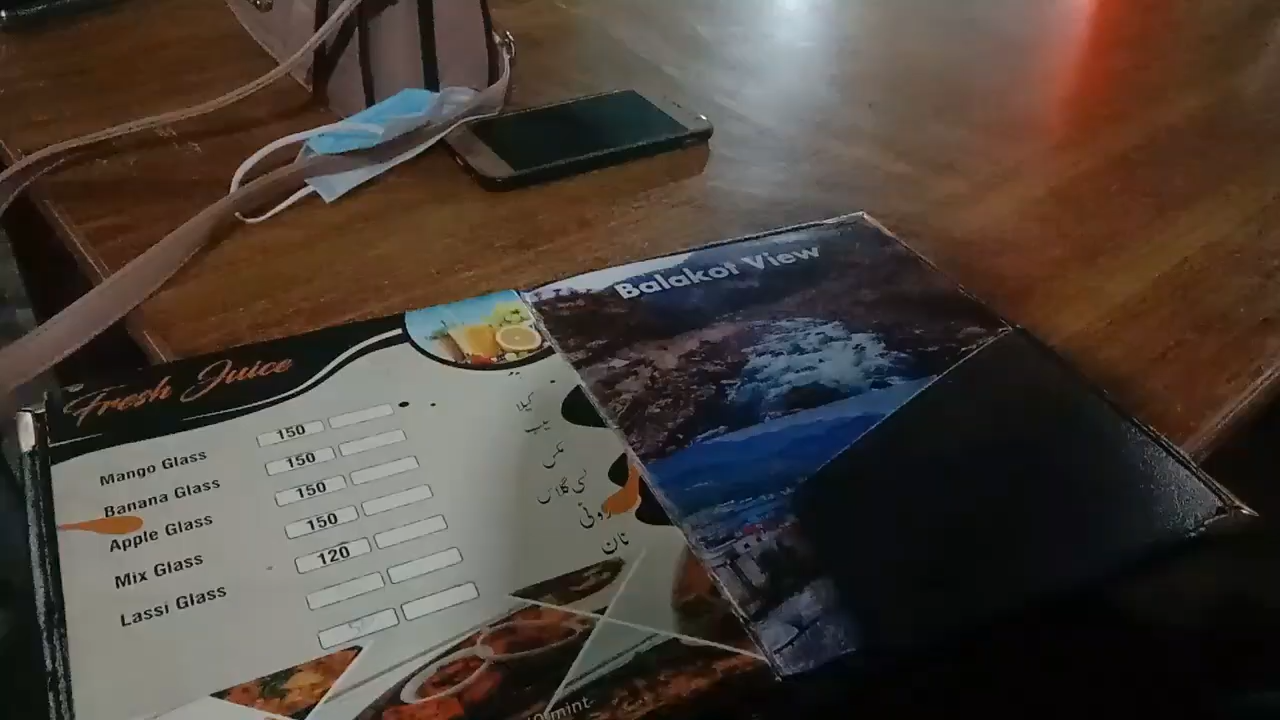 Balakot View
Fresh Juice
Mango Glass 150
Banana Glass 150 کیلا
Apple Glass 150 سیب
Mix Glass 150 مکس
Lassi Glass 120 لسی گلاس
روٹی
نان
mint